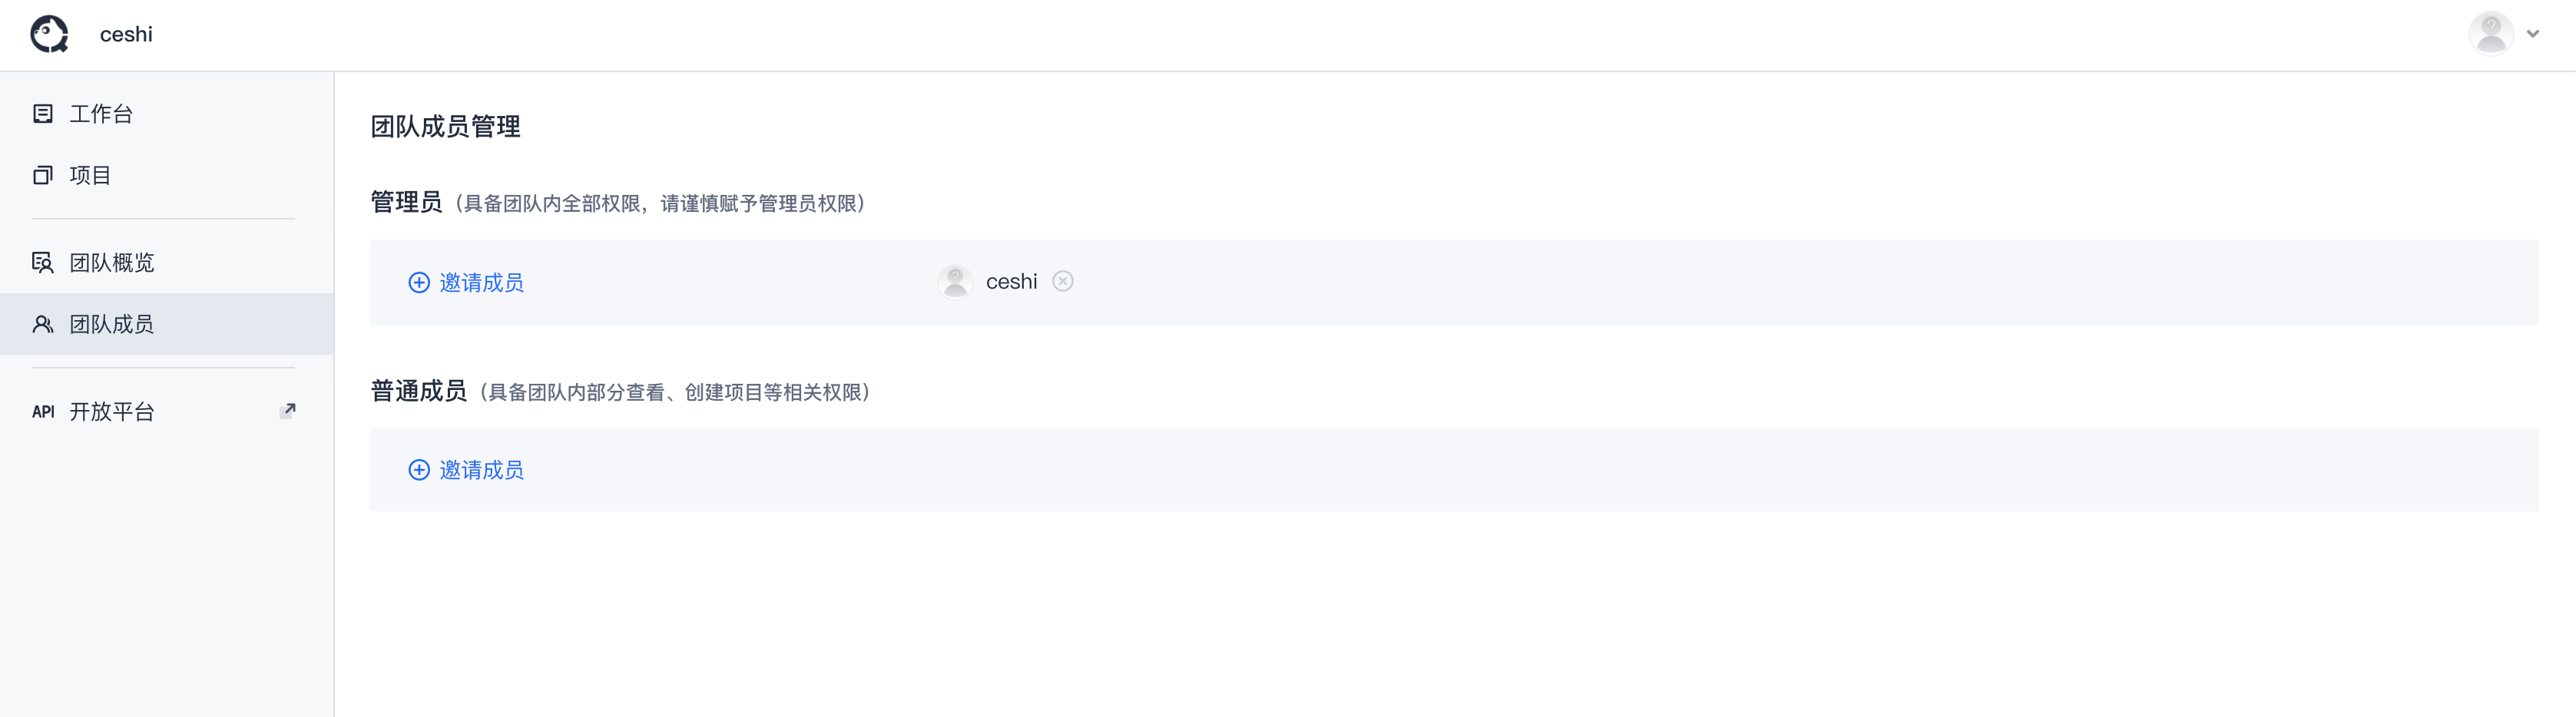 ceshi
工作台
项目
团队概览
团队成员
API 开放平台
团队成员管理
管理员（具备团队内全部权限，请谨慎赋予管理员权限）
邀请成员 ceshi
普通成员（具备团队内部分查看、创建项目等相关权限）
邀请成员